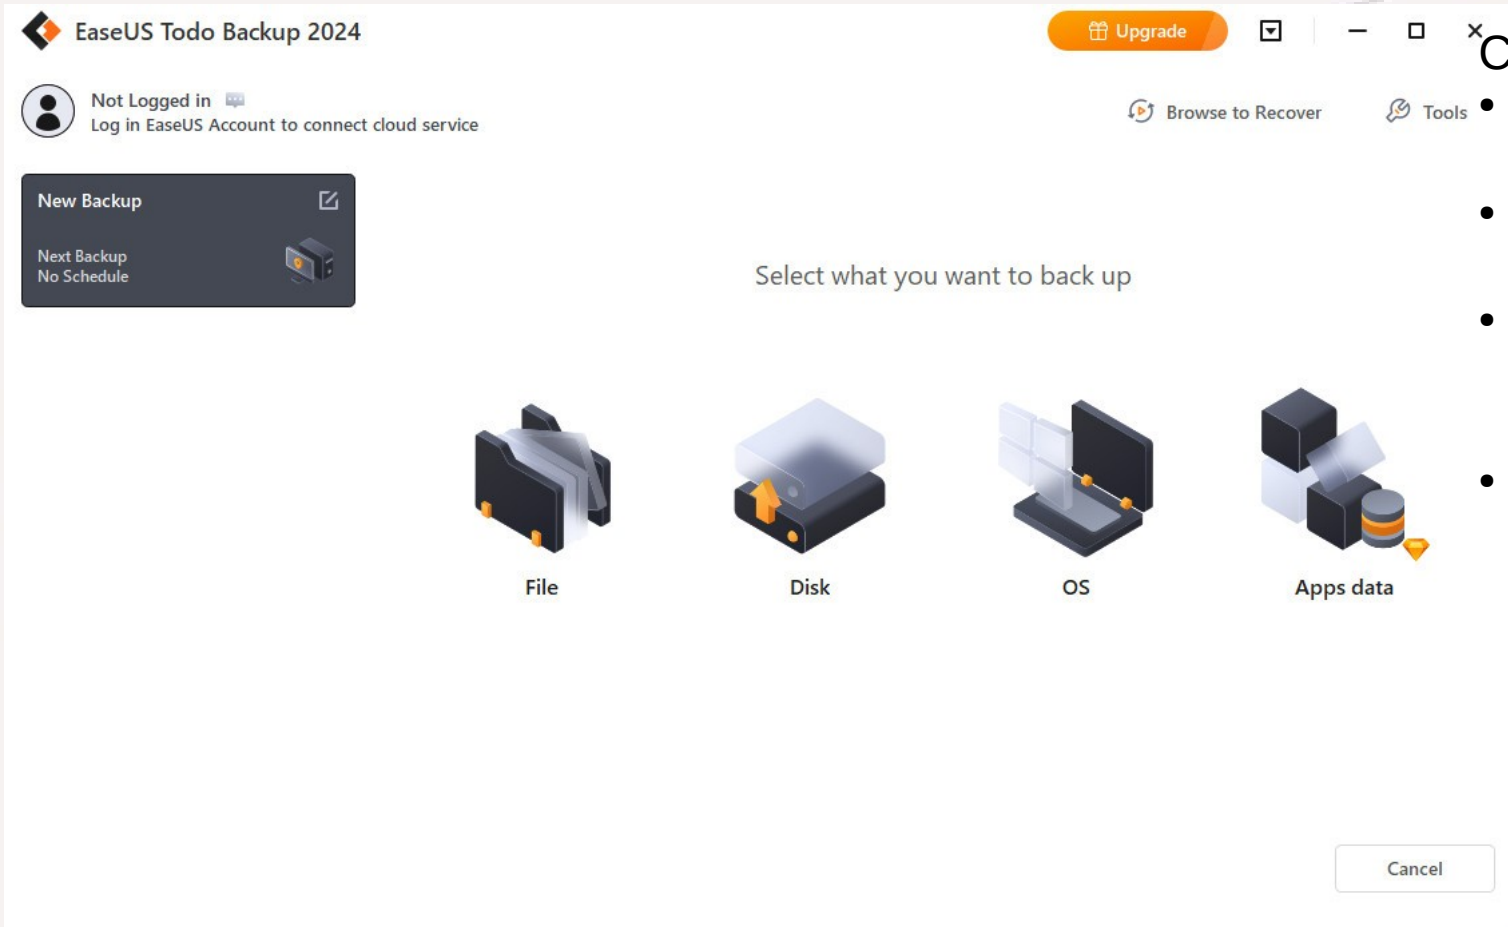 EaseUS Todo Backup 2024
Upgrade
Not Logged in
Log in EaseUS Account to connect cloud service
Browse to Recover
Tools
C
•
•
•
•
New Backup
Next Backup
No Schedule
Select what you want to back up
File
Disk
OS
Apps data
Cancel